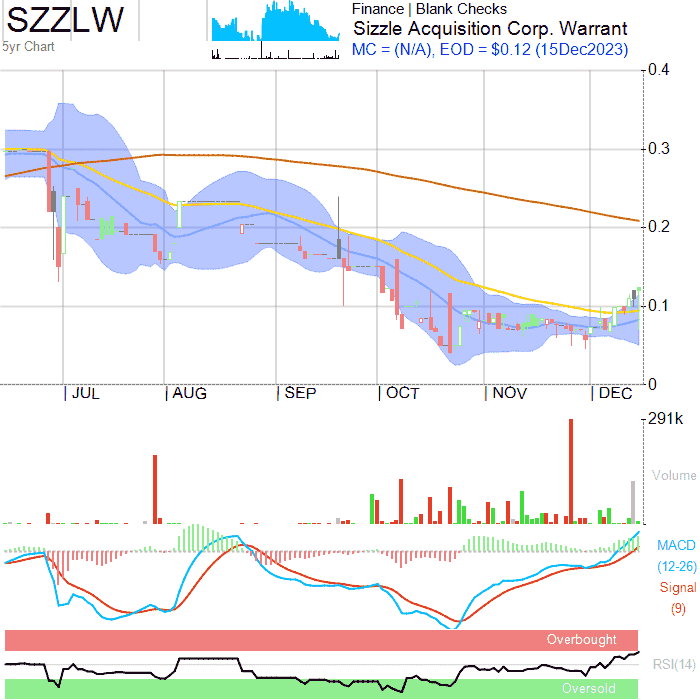 SZZLW
5yr Chart
Finance | Blank Checks
Sizzle Acquisition Corp. Warrant
MC = (N/A), EOD = $0.12 (15Dec2023)
0.4
0.3
0.2
0.1
0
JUL AUG SEP OCT NOV DEC
291k
Volume
MACD
(12-26)
Signal
(9)
Overbought
RSI(14)
Oversold